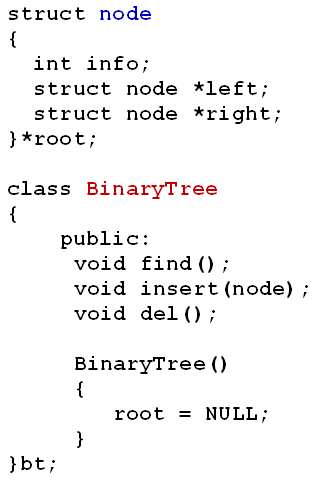 struct node
{
  int info;
  struct node *left;
  struct node *right;
}*root;

class BinaryTree
{
    public:
     void find();
     void insert(node);
     void del();

     BinaryTree()
     {
        root = NULL;
     }
}bt;